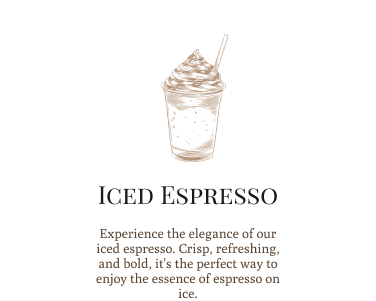 Iced Espresso
Experience the elegance of our
iced espresso. Crisp, refreshing,
and bold, it's the perfect way to
enjoy the essence of espresso on
ice.